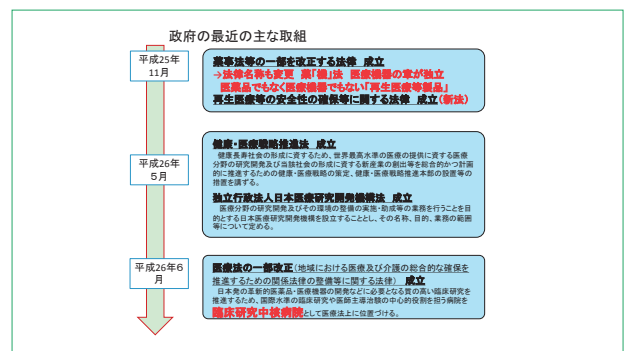 政府の最近の主な取組
平成25年
11月
薬事法等の一部を改正する法律 成立
→法律名称も変更 薬「機」法 医療機器の章が独立
医薬品でもなく医療機器でもない「再生医療等製品」
再生医療等の安全性の確保等に関する法律 成立(新法)
平成26年
5月
健康・医療戦略推進法 成立
健康長寿社会の形成に資するため、世界最高水準の医療の提供に資する医療
分野の研究開発及び当該社会の形成に資する新産業の創出等を総合的かつ計画
的に推進するための健康・医療戦略の策定、健康・医療戦略推進本部の設置等の
措置を講ずる。
独立行政法人日本医療研究開発機構法 成立
医療分野の研究開発及びその環境の整備の実施・助成等の業務を行うことを目
的とする日本医療研究開発機構を設立することとし、その名称、目的、業務の範囲
等について定める。
平成26年6
月
医療法の一部改正(地域における医療及び介護の総合的な確保を
推進するための関係法律の整備等に関する法律) 成立
日本発の革新的医薬品・医療機器の開発などに必要となる質の高い臨床研究を
推進するため、国際水準の臨床研究や医師主導治験の中心的役割を担う病院を
臨床研究中核病院として医療法上に位置づける。